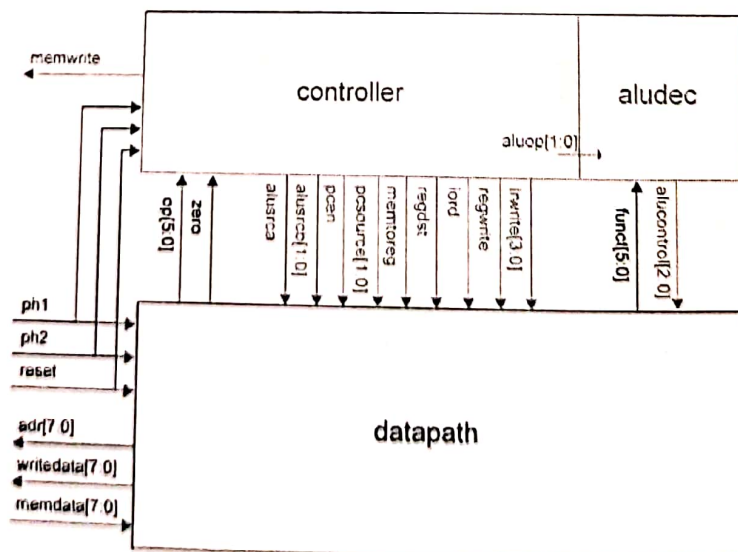 memwrite
controller
aludec
aluop[1:0]
op[5:0]
zero
alusrca
alusrcb[1:0]
pcen
pcsource[1:0]
memtoreg
regdst
iord
regwrite
irwrite[3:0]
funct[5:0]
alucontrol[2:0]
ph1
ph2
reset
adr[7:0]
writedata[7:0]
memdata[7:0]
datapath